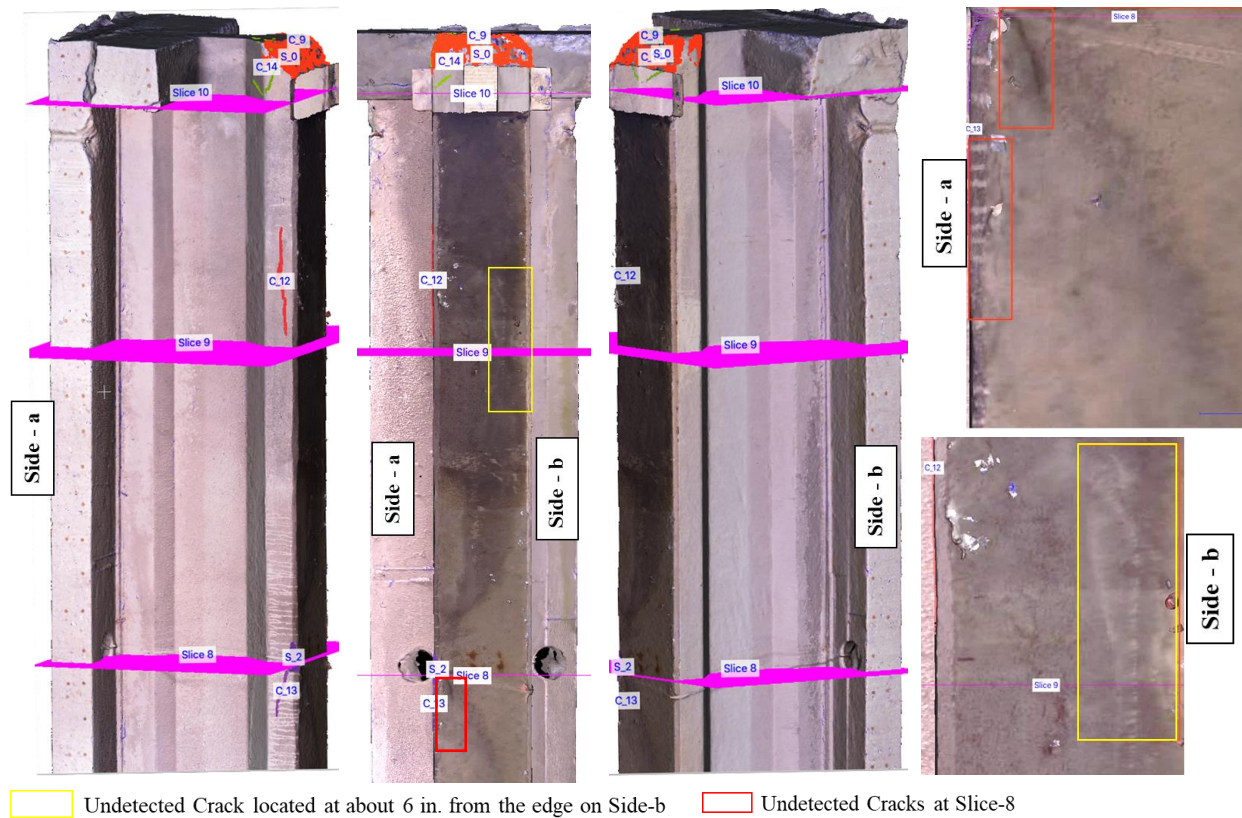 C_9
S_0
C_14
Slice 10
C_12
Slice 9
Side - a
Slice 8
S_2
C_13
C_9
S_0
C_14
Slice 10
C_12
Slice 9
Side - a
Side - b
S_2
Slice 8
C_13
C_9
C_
S_0
Slice 10
C_12
Slice 9
Side - b
Slice 8
S_2
C_13
Slice 8
C_13
Side - a
C_12
Side - b
Slice 9
Undetected Crack located at about 6 in. from the edge on Side-b
Undetected Cracks at Slice-8